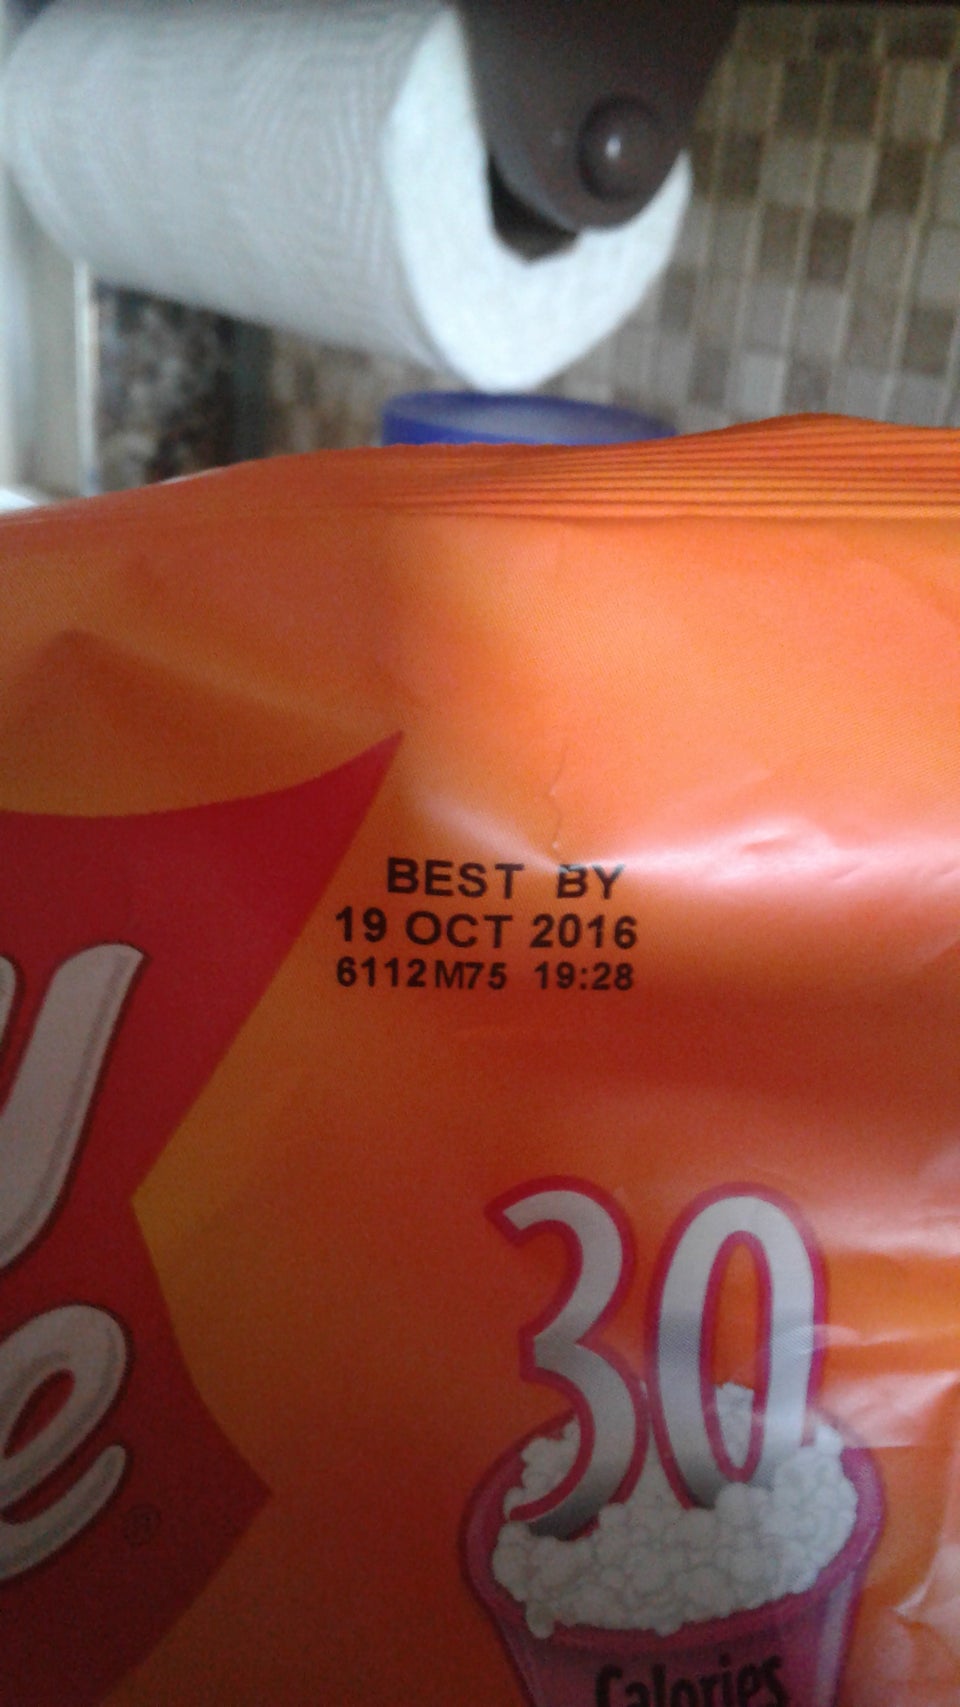 BEST BY
19 OCT 2016
6112M75 19:28
y
e®
30
Calories